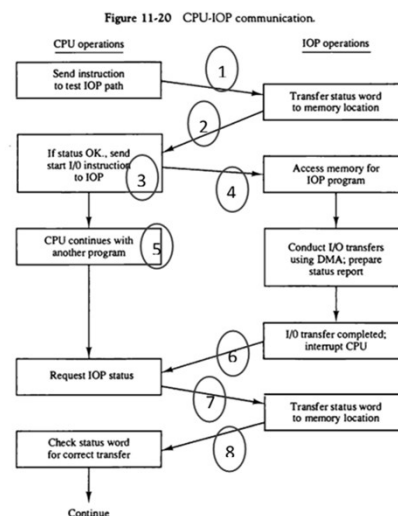 Figure 11-20 CPU-IOP communication.
CPU operations
IOP operations
Send instruction
to test IOP path
1
Transfer status word
to memory location
2
If status OK., send
start I/0 instruction
to IOP
3
4
Access memory for
IOP program
CPU continues with
another program
5
Conduct I/O transfers
using DMA; prepare
status report
I/0 transfer completed;
interrupt CPU
6
Request IOP status
7
Transfer status word
to memory location
Check status word
for correct transfer
8
Continue